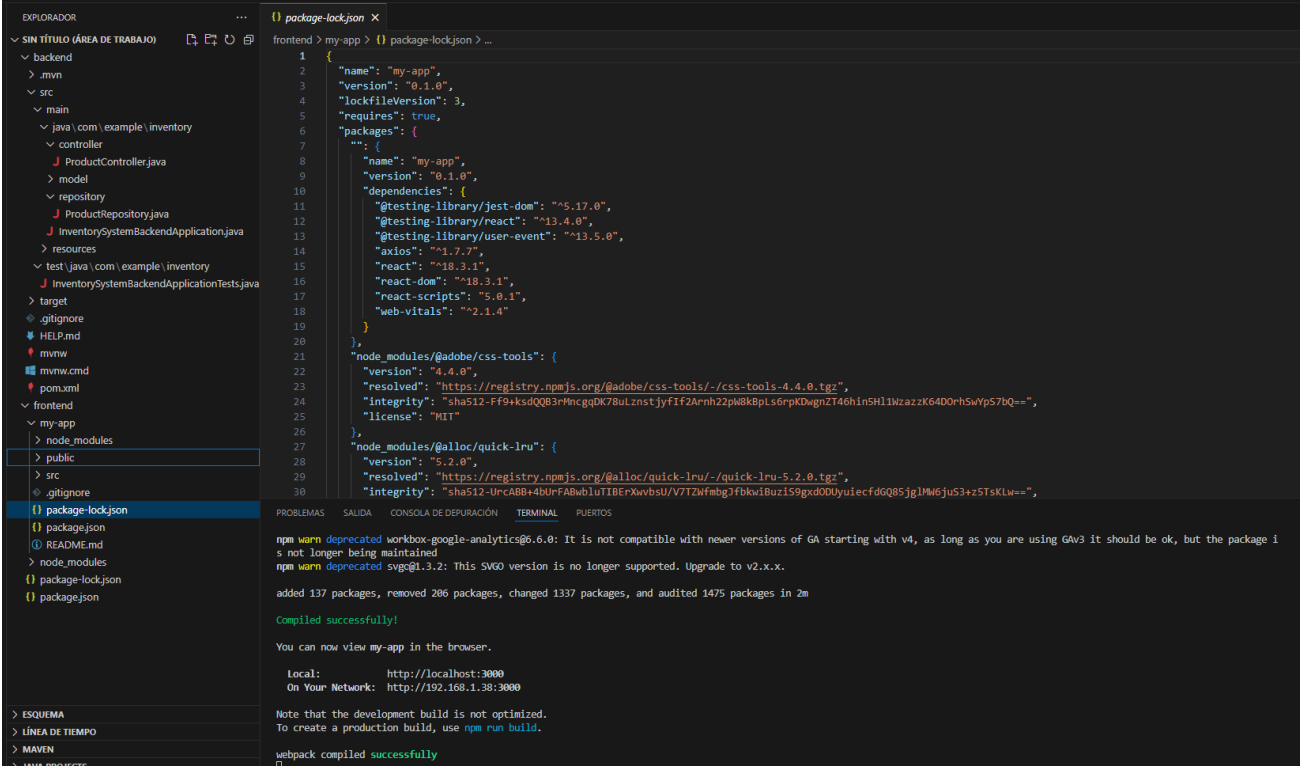 EXPLORADOR
SIN TÍTULO (ÁREA DE TRABAJO)
backend
.mvn
src
main
java\com\example\inventory
controller
J ProductController.java
model
repository
J ProductRepository.java
J InventorySystemBackendApplication.java
resources
test\java\com\example\inventory
J InventorySystemBackendApplicationTests.java
target
.gitignore
HELP.md
mvnw
mvnw.cmd
pom.xml
frontend
my-app
node_modules
public
src
.gitignore
{} package-lock.json
{} package.json
README.md
node_modules
{} package-lock.json
{} package.json
ESQUEMA
LÍNEA DE TIEMPO
MAVEN
JAVA PROJECTS
{} package-lock.json
frontend > my-app > {} package-lock.json > ...
1 {
2 "name": "my-app",
3 "version": "0.1.0",
4 "lockfileVersion": 3,
5 "requires": true,
6 "packages": {
7 "": {
8 "name": "my-app",
9 "version": "0.1.0",
10 "dependencies": {
11 "@testing-library/jest-dom": "^5.17.0",
12 "@testing-library/react": "^13.4.0",
13 "@testing-library/user-event": "^13.5.0",
14 "axios": "^1.7.7",
15 "react": "^18.3.1",
16 "react-dom": "^18.3.1",
17 "react-scripts": "5.0.1",
18 "web-vitals": "^2.1.4"
19 }
20 },
21 "node_modules/@adobe/css-tools": {
22 "version": "4.4.0",
23 "resolved": "https://registry.npmjs.org/@adobe/css-tools/-/css-tools-4.4.0.tgz",
24 "integrity":
25 "license": "MIT"
26 },
27 "node_modules/@alloc/quick-lru": {
28 "version": "5.2.0",
29 "resolved": "https://registry.npmjs.org/@alloc/quick-lru/-/quick-lru-5.2.0.tgz",
30 "integrity":
PROBLEMAS SALIDA CONSOLA DE DEPURACIÓN TERMINAL PUERTOS
npm warn deprecated workbox-google-analytics@6.6.0: It is not compatible with newer versions of GA starting with v4, as long as you are using GAv3 it should be ok, but the package i
s not longer being maintained
npm warn deprecated svgo@1.3.2: This SVGO version is no longer supported. Upgrade to v2.x.x.
added 137 packages, removed 206 packages, changed 1337 packages, and audited 1475 packages in 2m
Compiled successfully!
You can now view my-app in the browser.
Local: http://localhost:3000
On Your Network: http://192.168.1.38:3000
Note that the development build is not optimized.
To create a production build, use npm run build.
webpack compiled successfully